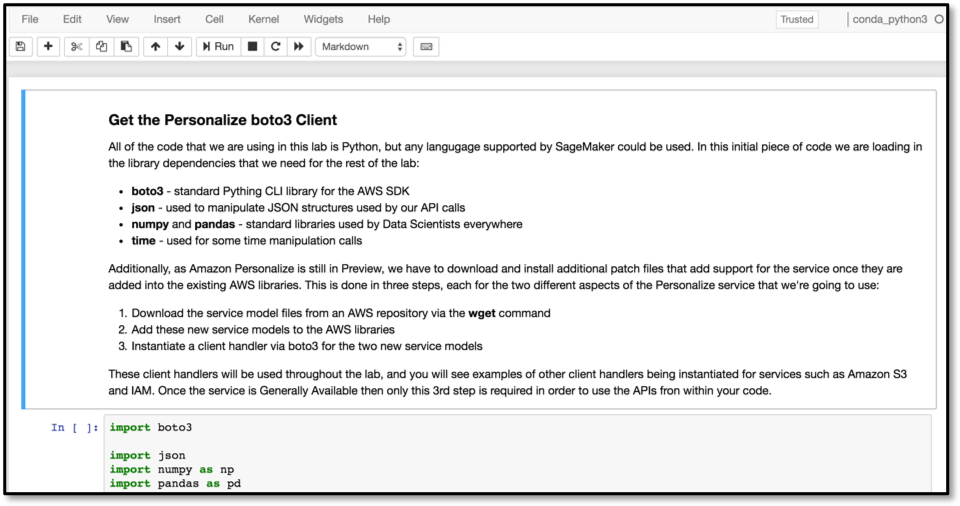 File Edit View Insert Cell Kernel Widgets Help Trusted conda_python3
Run Markdown
Get the Personalize boto3 Client
All of the code that we are using in this lab is Python, but any langugage supported by SageMaker could be used. In this initial piece of code we are loading in
the library dependencies that we need for the rest of the lab:
• boto3 - standard Pything CLI library for the AWS SDK
• json - used to manipulate JSON structures used by our API calls
• numpy and pandas - standard libraries used by Data Scientists everywhere
• time - used for some time manipulation calls
Additionally, as Amazon Personalize is still in Preview, we have to download and install additional patch files that add support for the service once they are
added into the existing AWS libraries. This is done in three steps, each for the two different aspects of the Personalize service that we're going to use:
1. Download the service model files from an AWS repository via the wget command
2. Add these new service models to the AWS libraries
3. Instantiate a client handler via boto3 for the two new service models
These client handlers will be used throughout the lab, and you will see examples of other client handlers being instantiated for services such as Amazon S3
and IAM. Once the service is Generally Available then only this 3rd step is required in order to use the APIs fron within your code.
In [ ]: import boto3
import json
import numpy as np
import pandas as pd